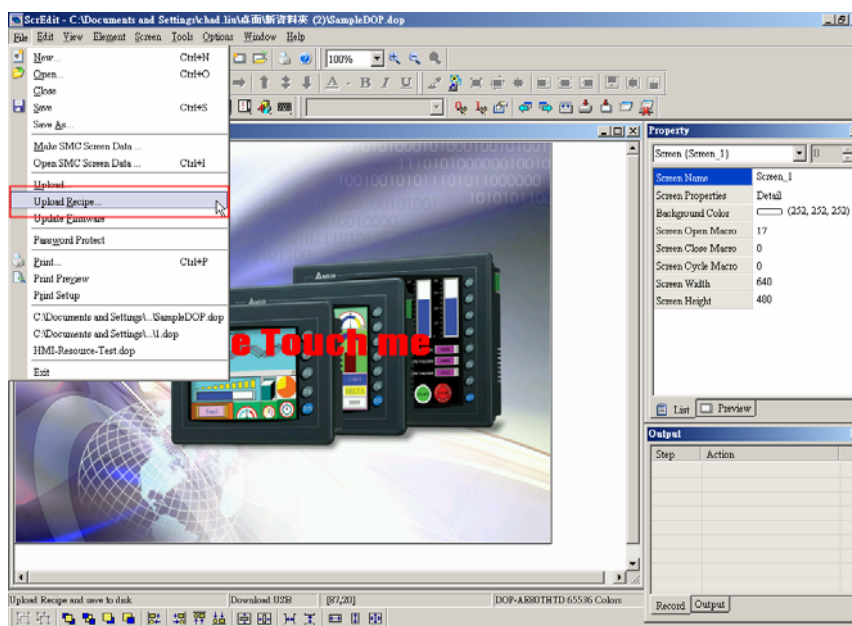 ScrEdit - C:\Documents and Settings\chad.liu\桌面\新資料夾 (2)\SampleDOP.dop
File Edit View Element Screen Tools Options Window Help
New... Ctrl+N
Open... Ctrl+O
Close
Save Ctrl+S
Save As...
Make SMC Screen Data ...
Open SMC Screen Data ... Ctrl+I
Upload...
Upload Recipe...
Update Firmware
Password Protect
Print... Ctrl+P
Print Preview
Print Setup
C:\Documents and Settings\...\SampleDOP.dop
C:\Documents and Settings\...\1.dop
HMI-Resource-Test.dop
Exit
100%
A B I U
e Touch me
Property
Screen {Screen_1} 0
Screen Name Screen_1
Screen Properties Detail
Background Color (252, 252, 252)
Screen Open Macro 17
Screen Close Macro 0
Screen Cycle Macro 0
Screen Width 640
Screen Height 480
List Preview
Output
Step Action
Record Output
Upload Recipe and save to disk Download USB [87,20] DOP-AE80THTD 65536 Colors